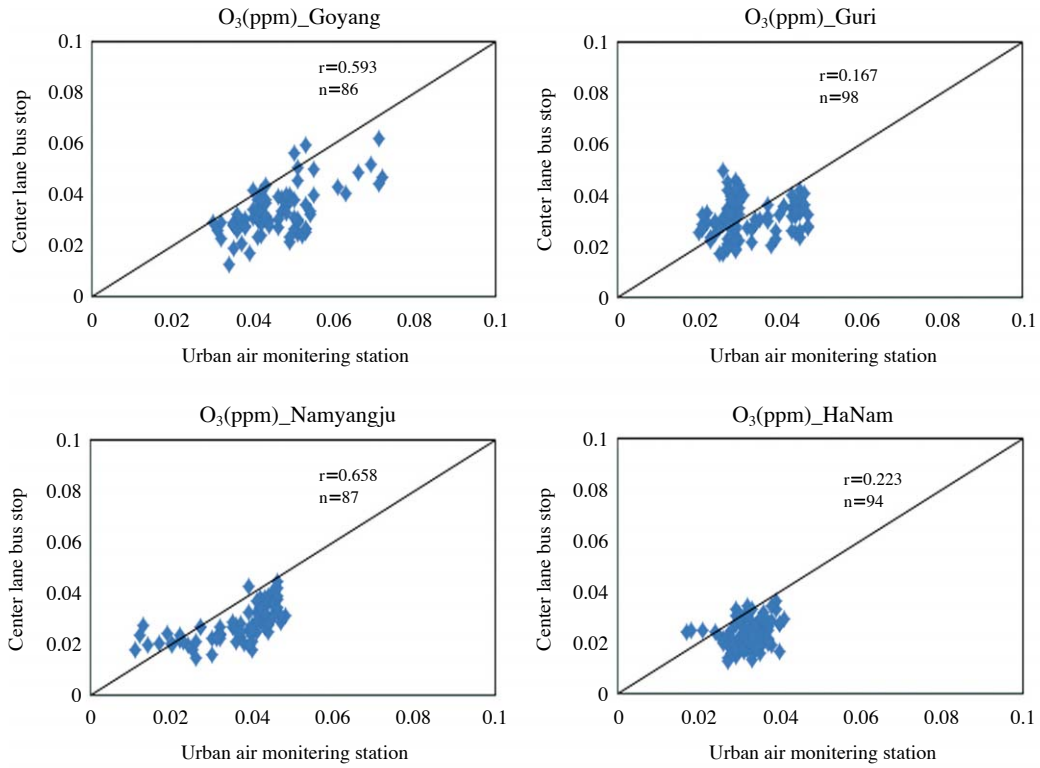 O₃(ppm)_Goyang
Center lane bus stop
0.1
0.08
0.06
0.04
0.02
0
r=0.593
n=86
0 0.02 0.04 0.06 0.08 0.1
Urban air monitering station
O₃(ppm)_Guri
Center lane bus stop
0.1
0.08
0.06
0.04
0.02
0
r=0.167
n=98
0 0.02 0.04 0.06 0.08 0.1
Urban air monitering station
O₃(ppm)_Namyangju
Center lane bus stop
0.1
0.08
0.06
0.04
0.02
0
r=0.658
n=87
0 0.02 0.04 0.06 0.08 0.1
Urban air monitering station
O₃(ppm)_HaNam
Center lane bus stop
0.1
0.08
0.06
0.04
0.02
0
r=0.223
n=94
0 0.02 0.04 0.06 0.08 0.1
Urban air monitering station